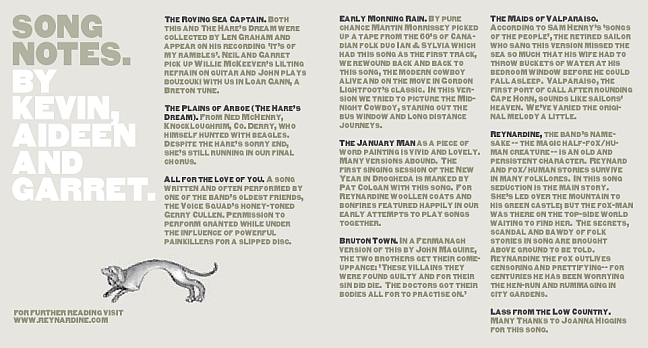 SONG
NOTES.
BY
KEVIN,
AIDEEN
AND
GARRET.
FOR FURTHER READING VISIT
WWW.REYNARDINE.COM
THE ROVING SEA CAPTAIN. BOTH
THIS AND THE HARE'S DREAM WERE
COLLECTED BY LEN GRAHAM AND
APPEAR ON HIS RECORDING 'IT'S OF
MY RAMBLES'. NEIL AND GARRET
PICK UP WILLIE MCKEEVER'S LILTING
REFRAIN ON GUITAR AND JOHN PLAYS
BOUZOUKI WITH US IN LOAR GANN, A
BRETON TUNE.
THE PLAINS OF ARBOE (THE HARE'S
DREAM). FROM NED MCHENRY,
KNOCKLOUGHRIM, CO. DERRY, WHO
HIMSELF HUNTED WITH BEAGLES.
DESPITE THE HARE'S SORRY END,
SHE'S STILL RUNNING IN OUR FINAL
CHORUS.
ALL FOR THE LOVE OF YOU. A SONG
WRITTEN AND OFTEN PERFORMED BY
ONE OF THE BAND'S OLDEST FRIENDS,
THE VOICE SQUAD'S HONEY-TONED
GERRY CULLEN. PERMISSION TO
PERFORM GRANTED WHILE UNDER
THE INFLUENCE OF POWERFUL
PAINKILLERS FOR A SLIPPED DISC.
EARLY MORNING RAIN. BY PURE
CHANCE MARTIN MORRISSEY PICKED
UP A TAPE FROM THE 60'S OF CANA-
DIAN FOLK DUO IAN & SYLVIA WHICH
HAD THIS SONG AS THE FIRST TRACK,
WE REWOUND BACK AND BACK TO
THIS SONG, THE MODERN COWBOY
ALIVE AND ON THE MOVE IN GORDON
LIGHTFOOT'S CLASSIC. IN THIS VER-
SION WE TRIED TO PICTURE THE MID-
NIGHT COWBOY, STARING OUT THE
BUS WINDOW AND LONG DISTANCE
JOURNEYS.
THE JANUARY MAN AS A PIECE OF
WORD PAINTING IS VIVID AND LOVELY.
MANY VERSIONS ABOUND. THE
FIRST SINGING SESSION OF THE NEW
YEAR IN DROGHEDA IS MARKED BY
PAT COLGAN WITH THIS SONG. FOR
REYNARDINE WOOLLEN COATS AND
BONFIRES FEATURED HAPPILY IN OUR
EARLY ATTEMPTS TO PLAY SONGS
TOGETHER.
BRUTON TOWN. IN A FERMANAGH
VERSION OF THIS BY JOHN MAGUIRE,
THE TWO BROTHERS GET THEIR COME-
UPPANCE: 'THESE VILLAINS THEY
WERE FOUND GUILTY AND FOR THEIR
SIN DID DIE. THE DOCTORS GOT THEIR
BODIES ALL FOR TO PRACTISE ON.'
THE MAIDS OF VALPARAISO.
ACCORDING TO SAM HENRY'S 'SONGS
OF THE PEOPLE', THE RETIRED SAILOR
WHO SANG THIS VERSION MISSED THE
SEA SO MUCH THAT HIS WIFE HAD TO
THROW BUCKETS OF WATER AT HIS
BEDROOM WINDOW BEFORE HE COULD
FALL ASLEEP. VALPARAISO, THE
FIRST PORT OF CALL AFTER ROUNDING
CAPE HORN, SOUNDS LIKE SAILORS'
HEAVEN. WE'VE VARIED THE ORIGI-
NAL MELODY A LITTLE.
REYNARDINE, THE BAND'S NAME-
SAKE -- THE MAGIC HALF-FOX/HU-
MAN CREATURE -- IS AN OLD AND
PERSISTENT CHARACTER. REYNARD
AND FOX/HUMAN STORIES SURVIVE
IN MANY FOLKLORES. IN THIS SONG
SEDUCTION IS THE MAIN STORY.
SHE'S LED OVER THE MOUNTAIN TO
HIS GREEN CASTLE; BUT THE FOX-MAN
WAS THERE ON THE TOP-SIDE WORLD
WAITING TO FIND HER. THE SECRETS,
SCANDAL AND BAWDY OF FOLK
STORIES IN SONG ARE BROUGHT
ABOVE GROUND TO BE TOLD.
REYNARDINE THE FOX OUTLIVES
CENSORING AND PRETTIFYING -- FOR
CENTURIES HE HAS BEEN WORRYING
THE HEN-RUN AND RUMMAGING IN
CITY GARDENS.
LASS FROM THE LOW COUNTRY.
MANY THANKS TO JOANNA HIGGINS
FOR THIS SONG.